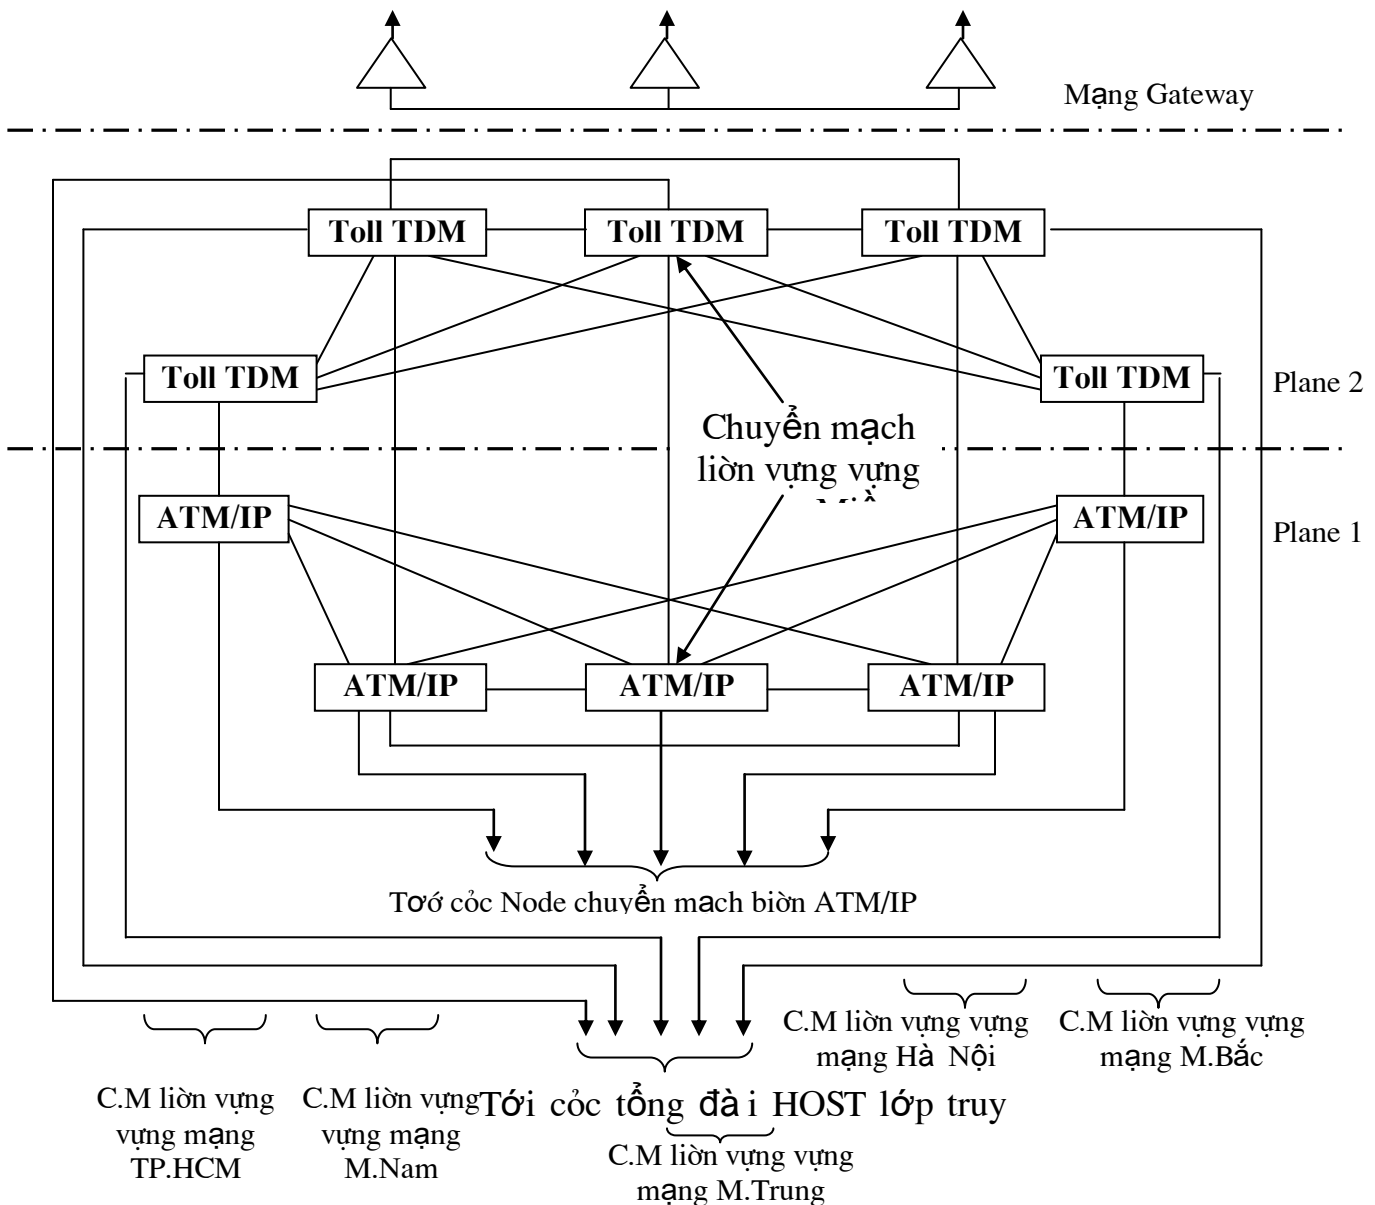 Mạng Gateway
Toll TDM
Toll TDM
Toll TDM
Toll TDM
Toll TDM
Plane 2
Chuyển mạch
liờn vựng vựng
ATM/IP
ATM/IP
Plane 1
ATM/IP
ATM/IP
ATM/IP
Tơớ cỏc Node chuyển mạch biờn ATM/IP
C.M liờn vựng vựng
mạng Hà Nội
C.M liờn vựng vựng
mạng M.Bắc
C.M liờn vựng
vựng mạng
TP.HCM
C.M liờn vựng
vựng mạng
M.Nam
Tới cỏc tổng đài HOST lớp truy
C.M liờn vựng vựng
mạng M.Trung